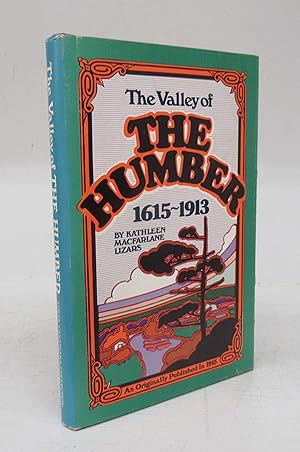 The Valley of
THE
HUMBER
1615~1913
BY KATHLEEN
MACFARLANE
LIZARS
As Originally Published In 1913
The Valley of THE HUMBER